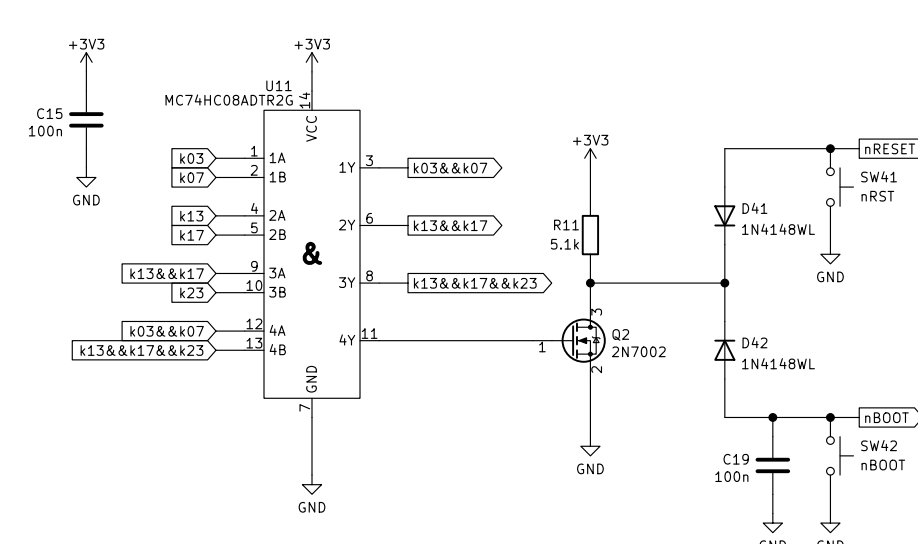 +3V3
C15
100n
GND
+3V3
U11
MC74HC08ADTR2G
14
VCC
k03 1 1A
k07 2 1B
k13 4 2A
k17 5 2B
k13&&k17 9 3A
k23 10 3B
k03&&k07 12 4A
k13&&k17&&k23 13 4B
&
1Y 3 k03&&k07
2Y 6 k13&&k17
3Y 8 k13&&k17&&k23
4Y 11
GND
7
GND
+3V3
R11
5.1k
3
1
Q2
2N7002
2
GND
nRESET
SW41
nRST
GND
D41
1N4148WL
D42
1N4148WL
nBOOT
C19
100n
SW42
nBOOT
GND GND